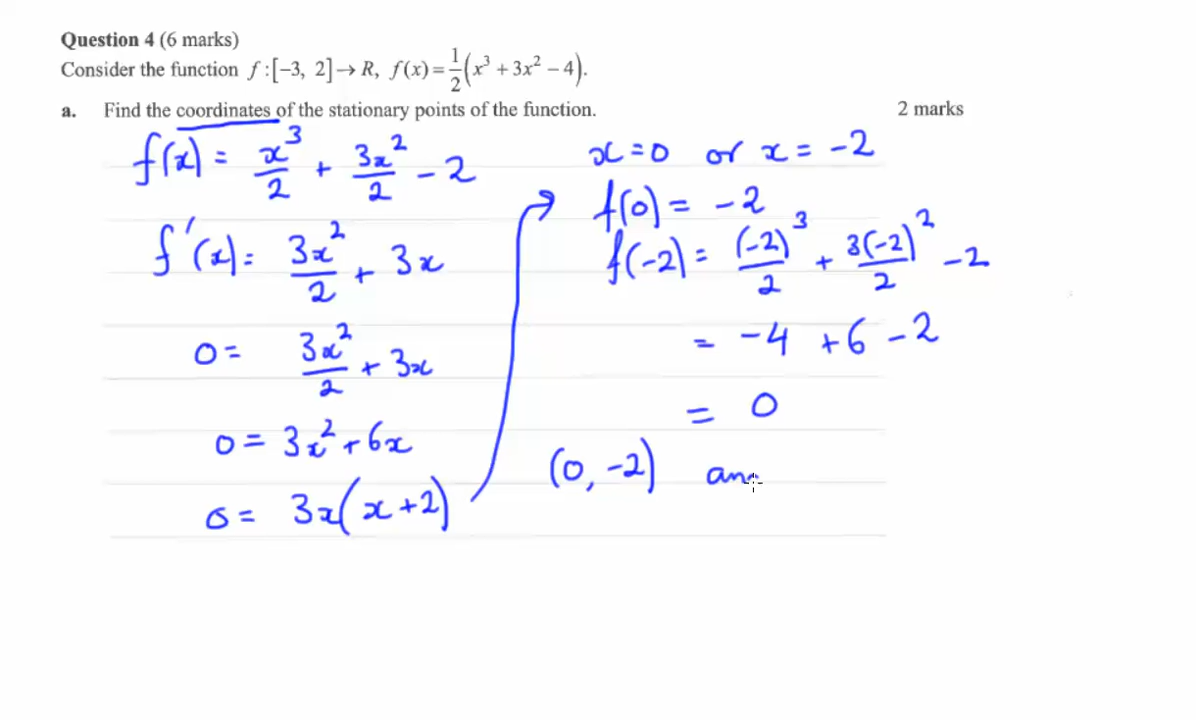 Question 4 (6 marks)
Consider the function f :[−3, 2]→ R, f(x) = 1/2 (x³ + 3x² − 4).
a. Find the coordinates of the stationary points of the function. 2 marks
f(x) = x³/2 + 3x²/2 − 2
f'(x) = 3x²/2 + 3x
0 = 3x²/2 + 3x
0 = 3x² + 6x
0 = 3x(x+2)
x = 0 or x = −2
f(0) = −2
f(−2) = (−2)³/2 + 3(−2)²/2 − 2
= −4 + 6 − 2
= 0
(0, −2) an